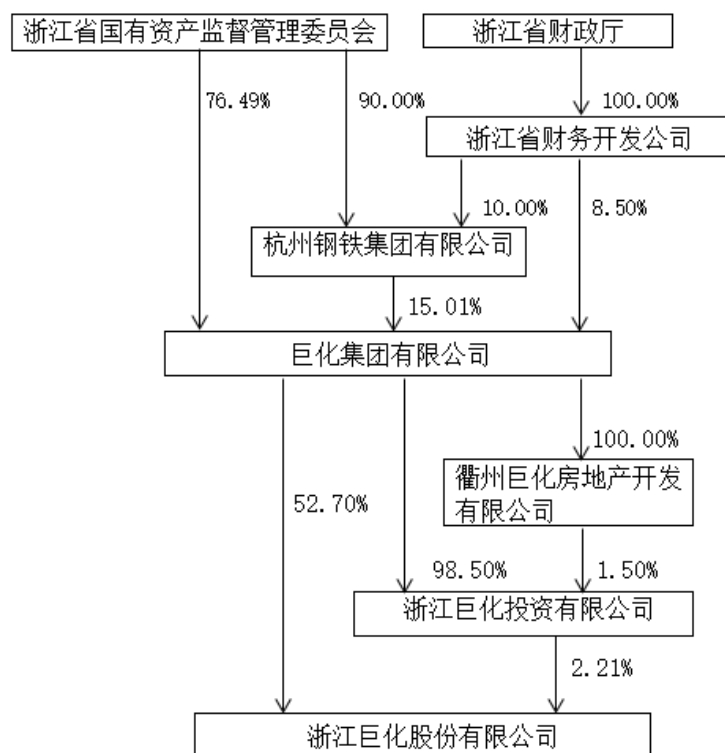 浙江省国有资产监督管理委员会
浙江省财政厅
76.49%
90.00%
100.00%
浙江省财务开发公司
10.00%
8.50%
杭州钢铁集团有限公司
15.01%
巨化集团有限公司
100.00%
衢州巨化房地产开发
有限公司
52.70%
98.50%
1.50%
浙江巨化投资有限公司
2.21%
浙江巨化股份有限公司